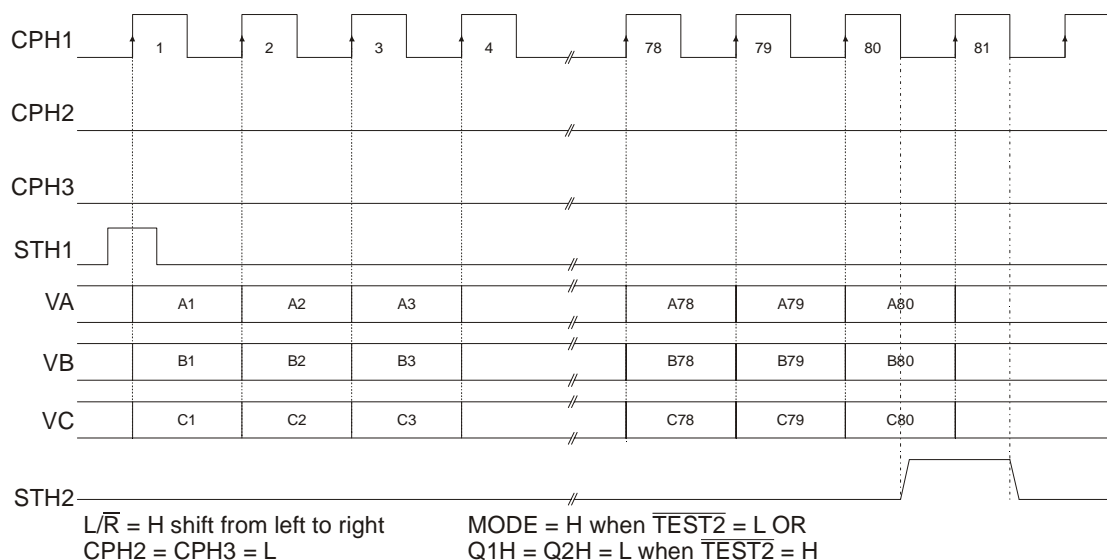 CPH1 1 2 3 4 78 79 80 81
CPH2
CPH3
STH1
VA A1 A2 A3 A78 A79 A80
VB B1 B2 B3 B78 B79 B80
VC C1 C2 C3 C78 C79 C80
STH2
L/R̅ = H shift from left to right MODE = H when T̅E̅S̅T̅2̅ = L OR
CPH2 = CPH3 = L Q1H = Q2H = L when T̅E̅S̅T̅2̅ = H